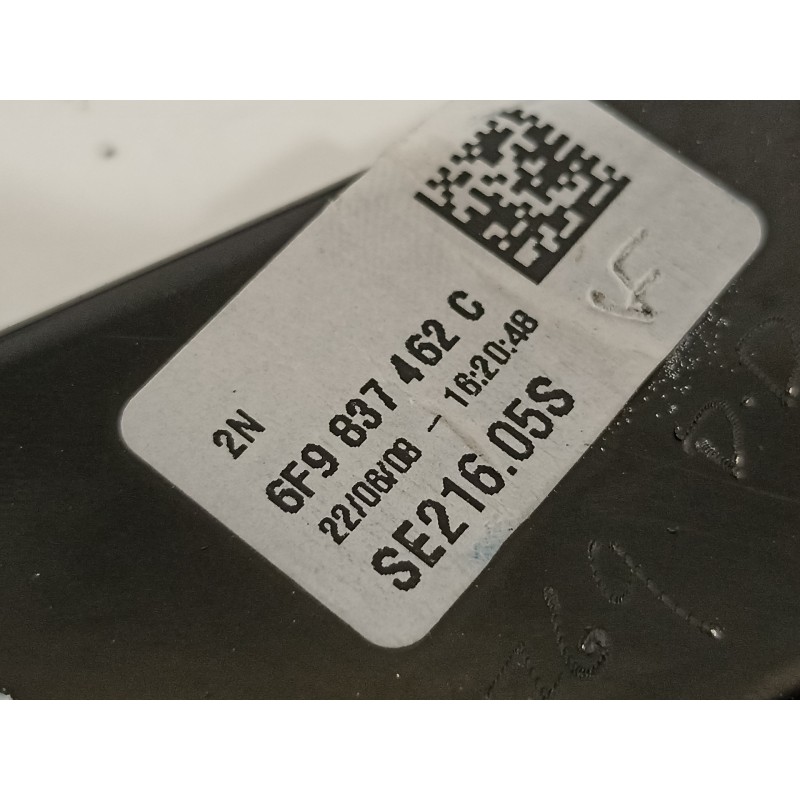 2N
6F9 837 462 C
22/06/08 – 16:20:48
SE216.05S